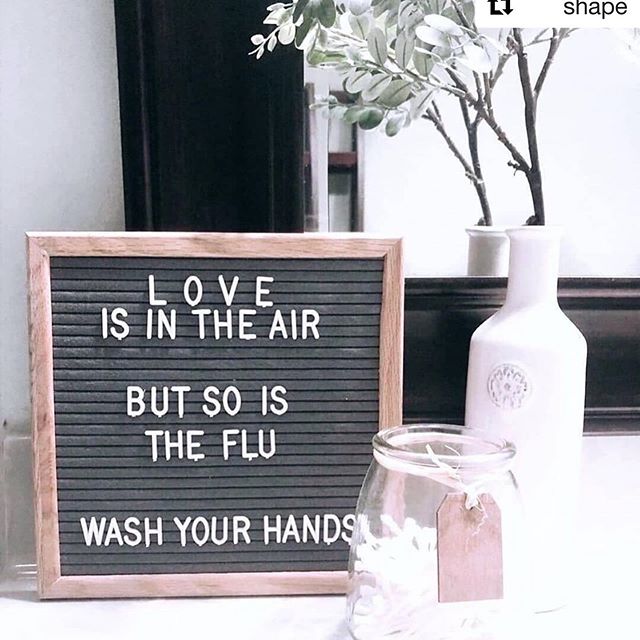 shape
LOVE
IS IN THE AIR
BUT SO IS
THE FLU
WASH YOUR HANDS